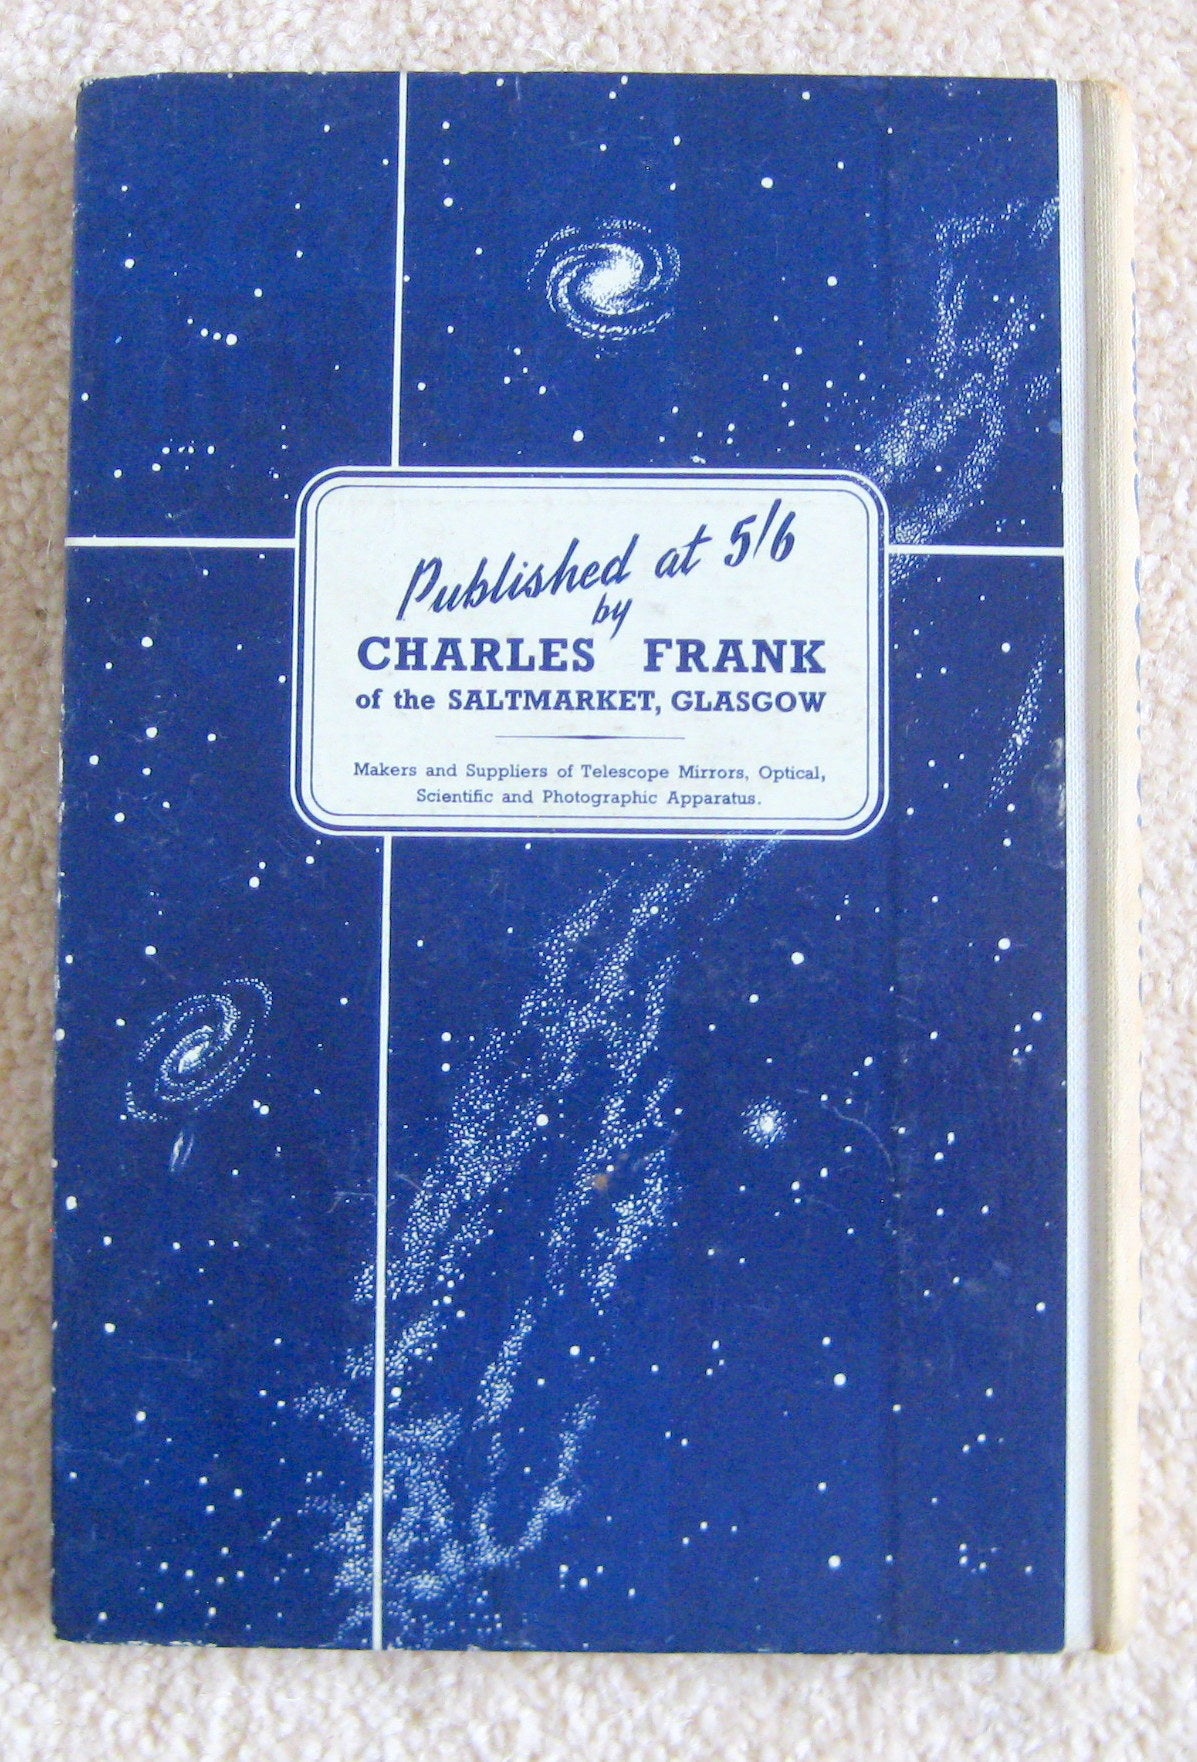 Published at 5/6
by
CHARLES FRANK
of the SALTMARKET, GLASGOW
Makers and Suppliers of Telescope Mirrors, Optical,
Scientific and Photographic Apparatus.